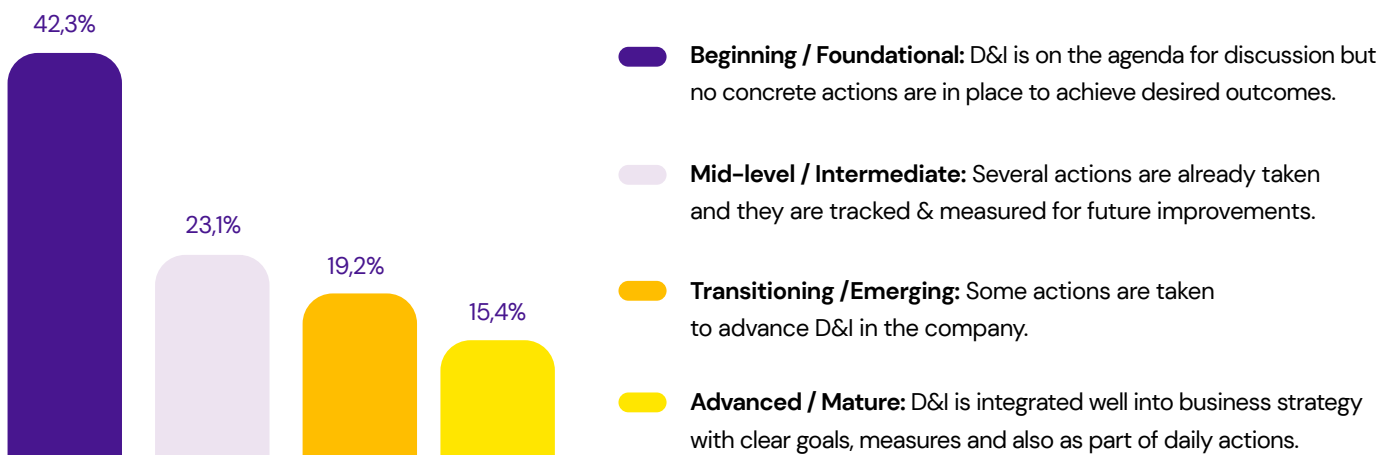 42,3%
23,1%
19,2%
15,4%
Beginning / Foundational: D&I is on the agenda for discussion but
no concrete actions are in place to achieve desired outcomes.
Mid-level / Intermediate: Several actions are already taken
and they are tracked & measured for future improvements.
Transitioning /Emerging: Some actions are taken
to advance D&I in the company.
Advanced / Mature: D&I is integrated well into business strategy
with clear goals, measures and also as part of daily actions.